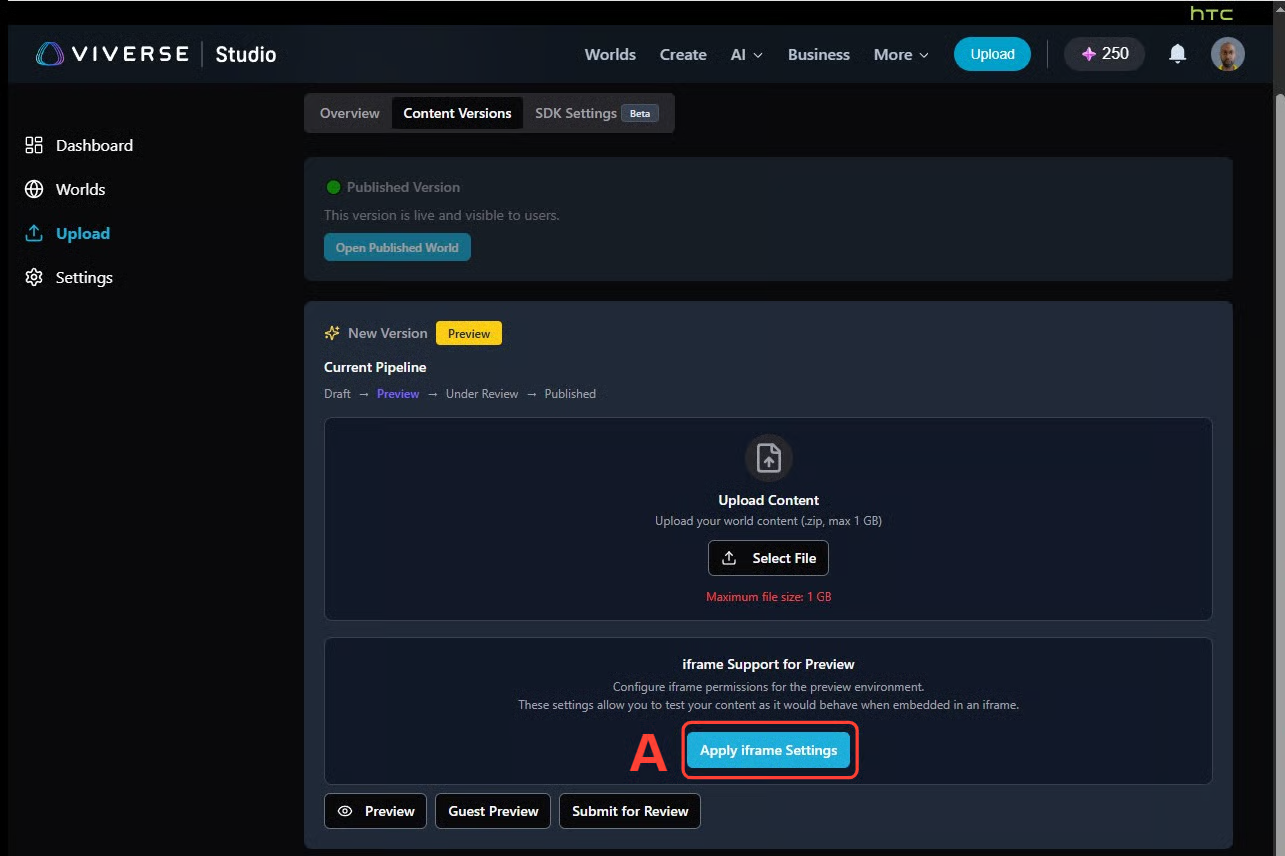 hTC
VIVERSE | Studio
Worlds Create AI Business More Upload 250
Overview Content Versions SDK Settings Beta
Dashboard
Worlds
Upload
Settings
Published Version
This version is live and visible to users.
Open Published World
New Version Preview
Current Pipeline
Draft → Preview → Under Review → Published
Upload Content
Upload your world content (.zip, max 1 GB)
Select File
Maximum file size: 1 GB
iframe Support for Preview
Configure iframe permissions for the preview environment.
These settings allow you to test your content as it would behave when embedded in an iframe.
A Apply iframe Settings
Preview Guest Preview Submit for Review